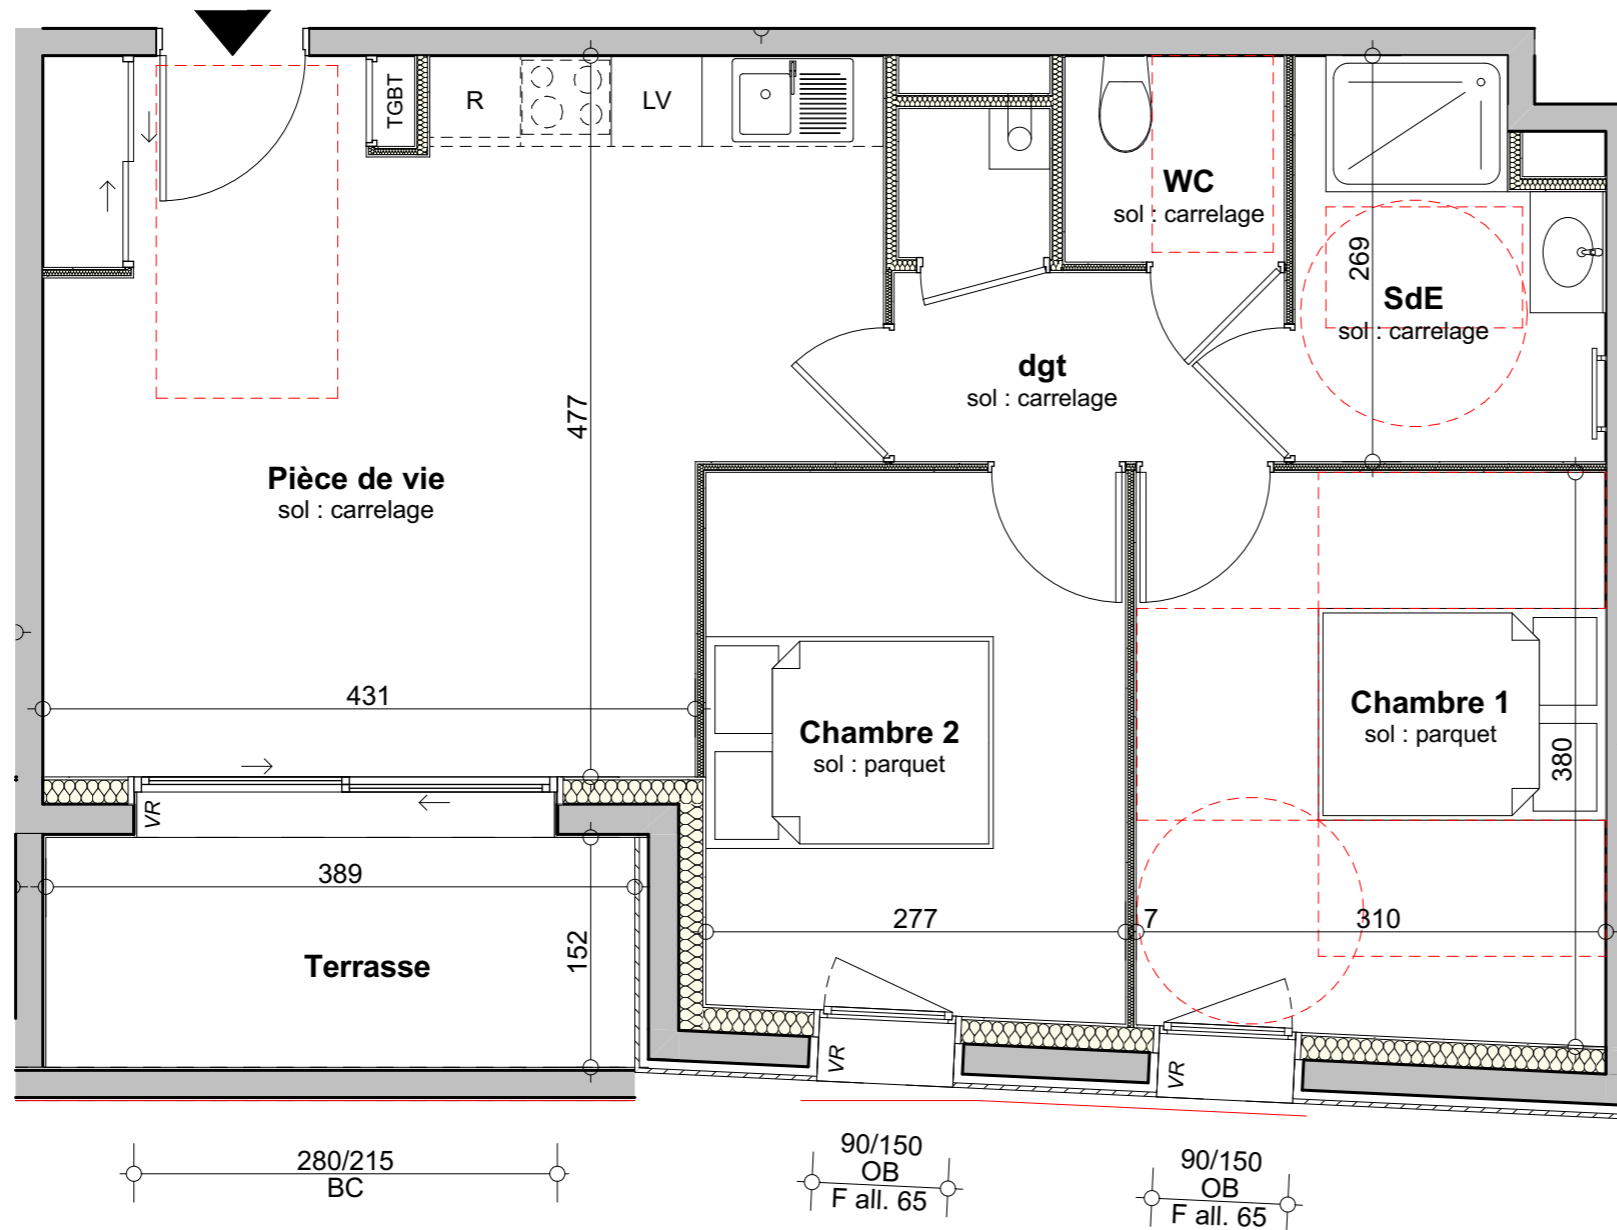 TGBT
R
LV
WC
sol : carrelage
269
SdE
sol : carrelage
dgt
sol : carrelage
477
Pièce de vie
sol : carrelage
431
Chambre 2
sol : parquet
Chambre 1
sol : parquet
380
VR
389
277
7
310
152
Terrasse
VR
VR
280/215
BC
90/150
OB
F all. 65
90/150
OB
F all. 65